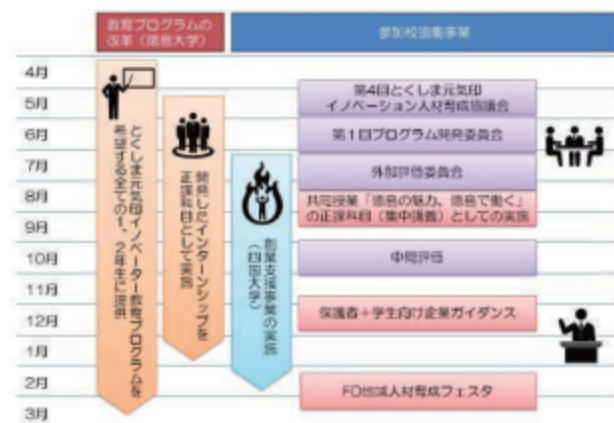 教育プログラムの
改革（徳島大学）
参加校協働事業
4月
5月
6月
7月
8月
9月
10月
11月
12月
1月
2月
3月
とくしま元気印イノベーター教育プログラムを
希望する全ての1、2年生に提供
開発したインターンシップを
正課科目として実施
創業支援事業の実施
（四国大学）
第4回とくしま元気印
イノベーション人材育成協議会
第1回プログラム開発委員会
外部評価委員会
共同授業「徳島の魅力、徳島で働く」
の正課科目（集中講義）としての実施
中間評価
保護者＋学生向け企業ガイダンス
FD地域人材育成フェスタ